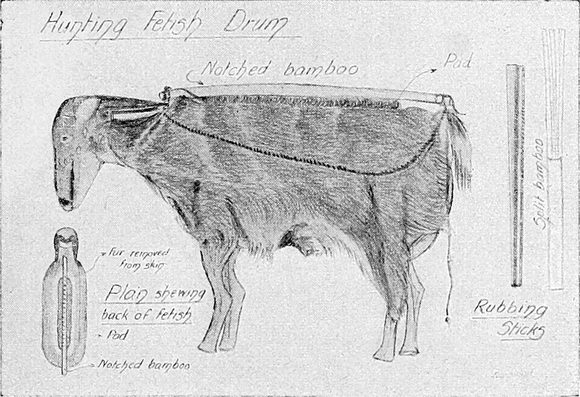 Hunting Fetish Drum
Notched bamboo
Pad
Split bamboo
Fur removed
from skin
Plan shewing
back of fetish
- Pad
Notched bamboo
Rubbing
Sticks